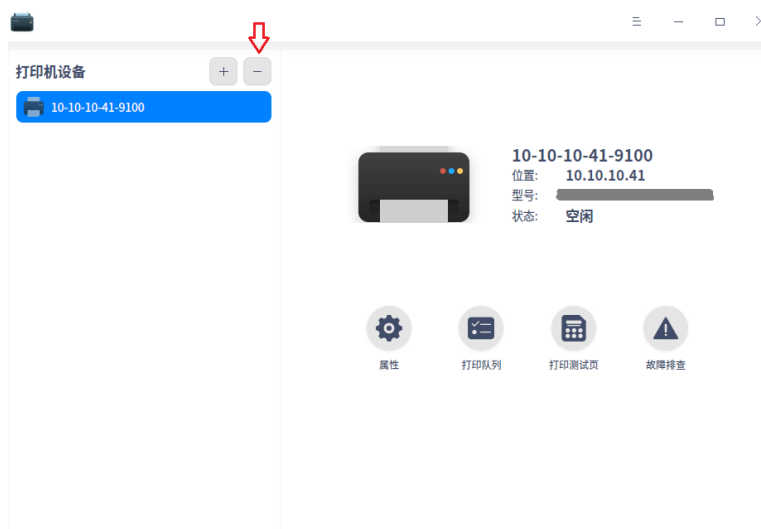 打印机设备
10-10-10-41-9100
10-10-10-41-9100
位置: 10.10.10.41
型号:
状态: 空闲
属性 打印队列 打印测试页 故障排查